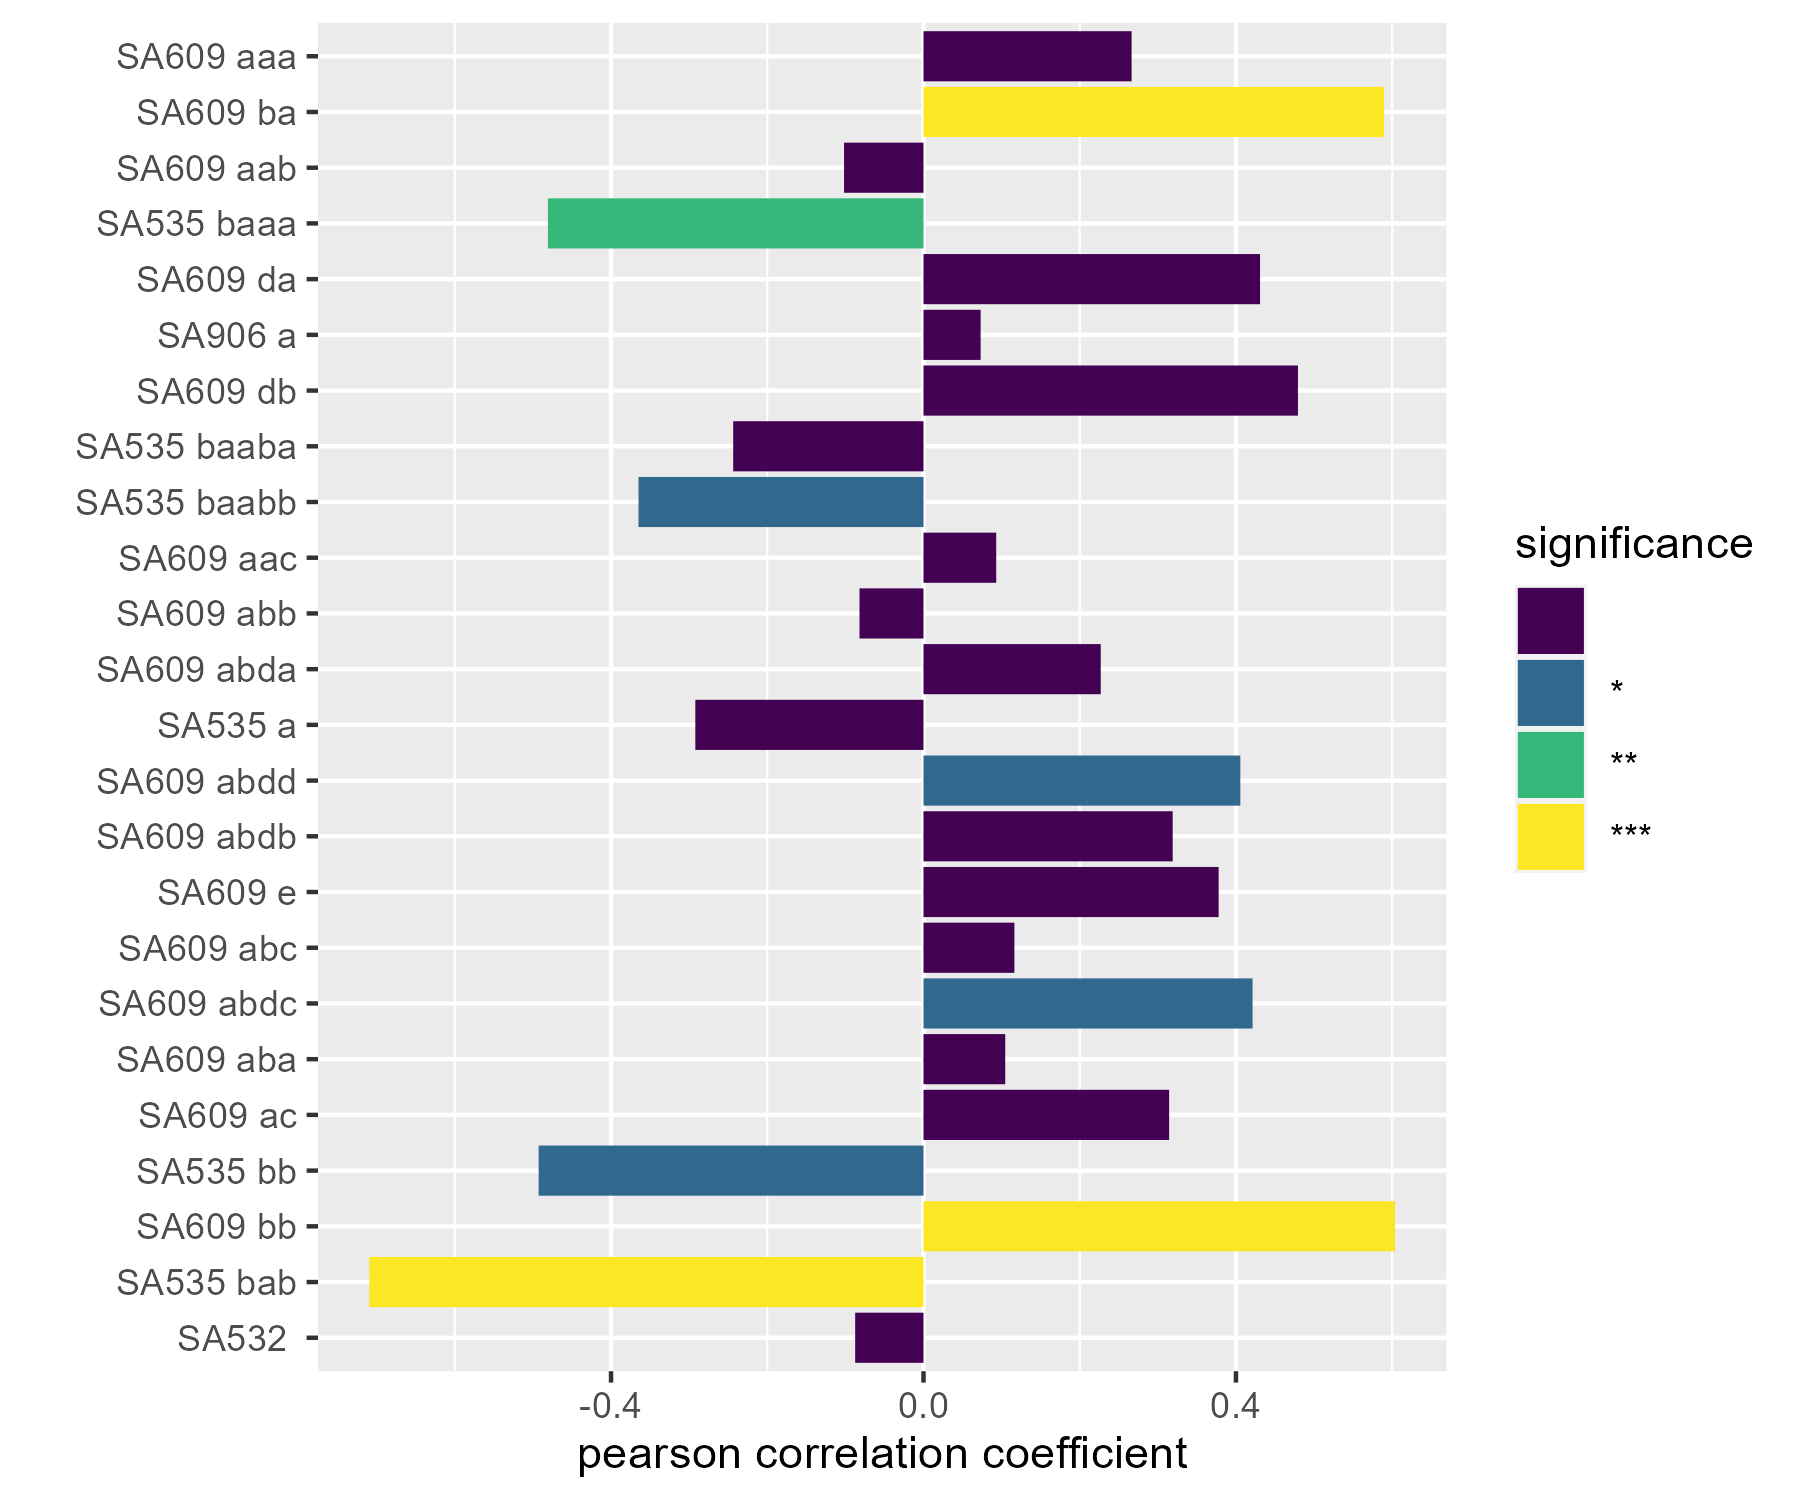 SA609 aaa
SA609 ba
SA609 aab
SA535 baaa
SA609 da
SA906 a
SA609 db
SA535 baaba
SA535 baabb
SA609 aac
SA609 abb
SA609 abda
SA535 a
SA609 abdd
SA609 abdb
SA609 e
SA609 abc
SA609 abdc
SA609 aba
SA609 ac
SA535 bb
SA609 bb
SA535 bab
SA532
-0.4 0.0 0.4
pearson correlation coefficient
significance
*
**
***